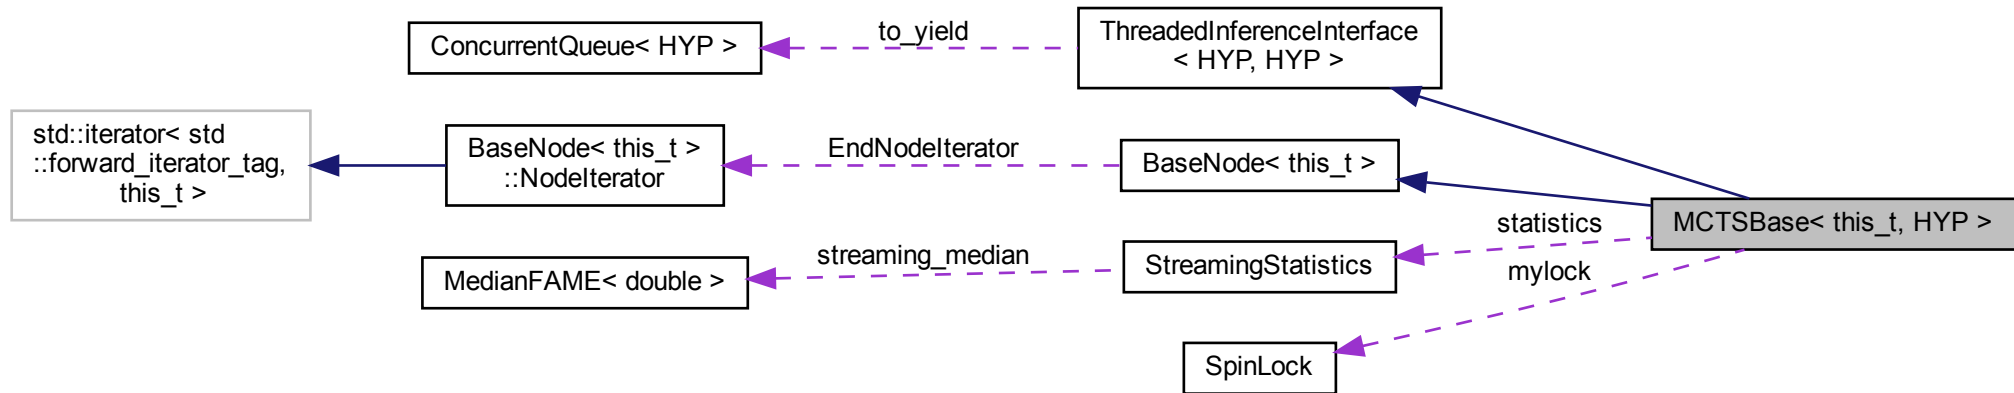 ConcurrentQueue< HYP >
to_yield
ThreadedInferenceInterface
< HYP, HYP >
std::iterator< std
::forward_iterator_tag,
this_t >
BaseNode< this_t >
::NodeIterator
EndNodeIterator
BaseNode< this_t >
MCTSBase< this_t, HYP >
MedianFAME< double >
streaming_median
StreamingStatistics
statistics
mylock
SpinLock